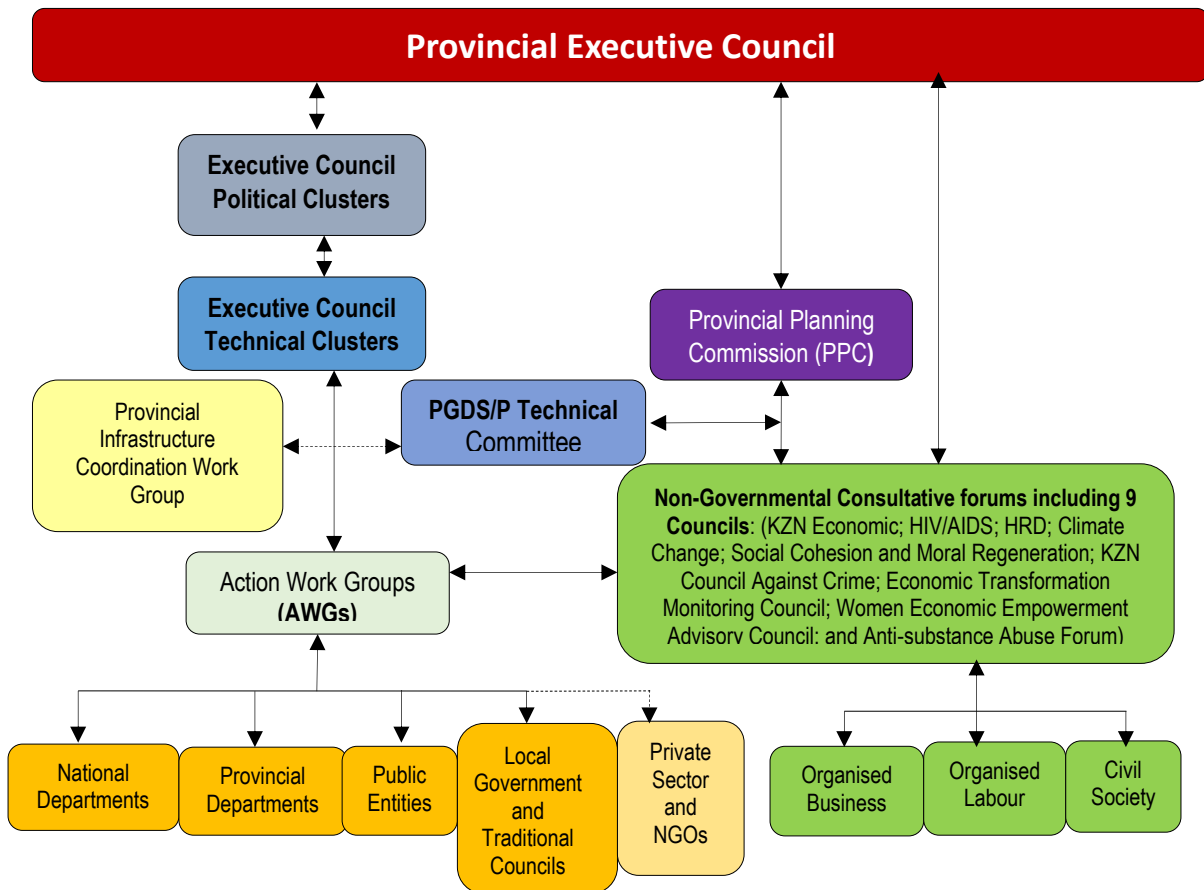 Provincial Executive Council
Executive Council
Political Clusters
Executive Council
Technical Clusters
Provincial Planning
Commission (PPC)
Provincial
Infrastructure
Coordination Work
Group
PGDS/P Technical
Committee
Non-Governmental Consultative forums including 9
Councils: (KZN Economic; HIV/AIDS; HRD; Climate
Change; Social Cohesion and Moral Regeneration; KZN
Council Against Crime; Economic Transformation
Monitoring Council; Women Economic Empowerment
Advisory Council; and Anti-substance Abuse Forum)
Action Work Groups
(AWGs)
National
Departments
Provincial
Departments
Public
Entities
Local
Government
and
Traditional
Councils
Private
Sector
and
NGOs
Organised
Business
Organised
Labour
Civil
Society